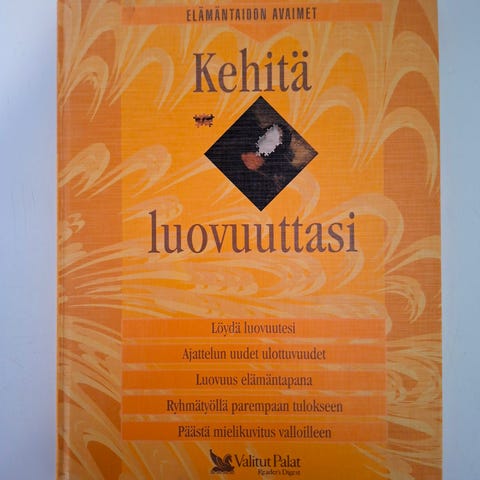 ELÄMÄNTAIDON AVAIMET
Kehitä
luovuuttasi
Löydä luovuutesi
Ajattelun uudet ulottuvuudet
Luovuus elämäntapana
Ryhmätyöllä parempaan tulokseen
Päästä mielikuvitus valloilleen
Valitut Palat
Reader's Digest